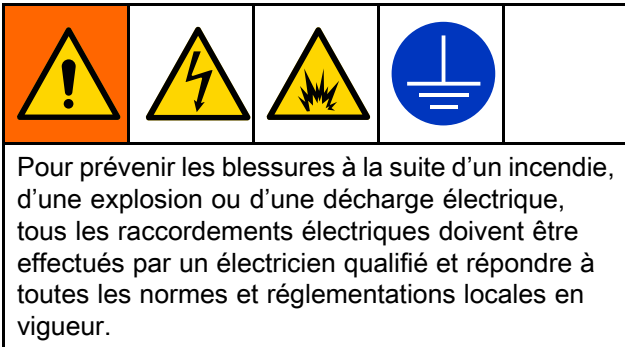 Pour prévenir les blessures à la suite d'un incendie,
d'une explosion ou d'une décharge électrique,
tous les raccordements électriques doivent être
effectués par un électricien qualifié et répondre à
toutes les normes et réglementations locales en
vigueur.